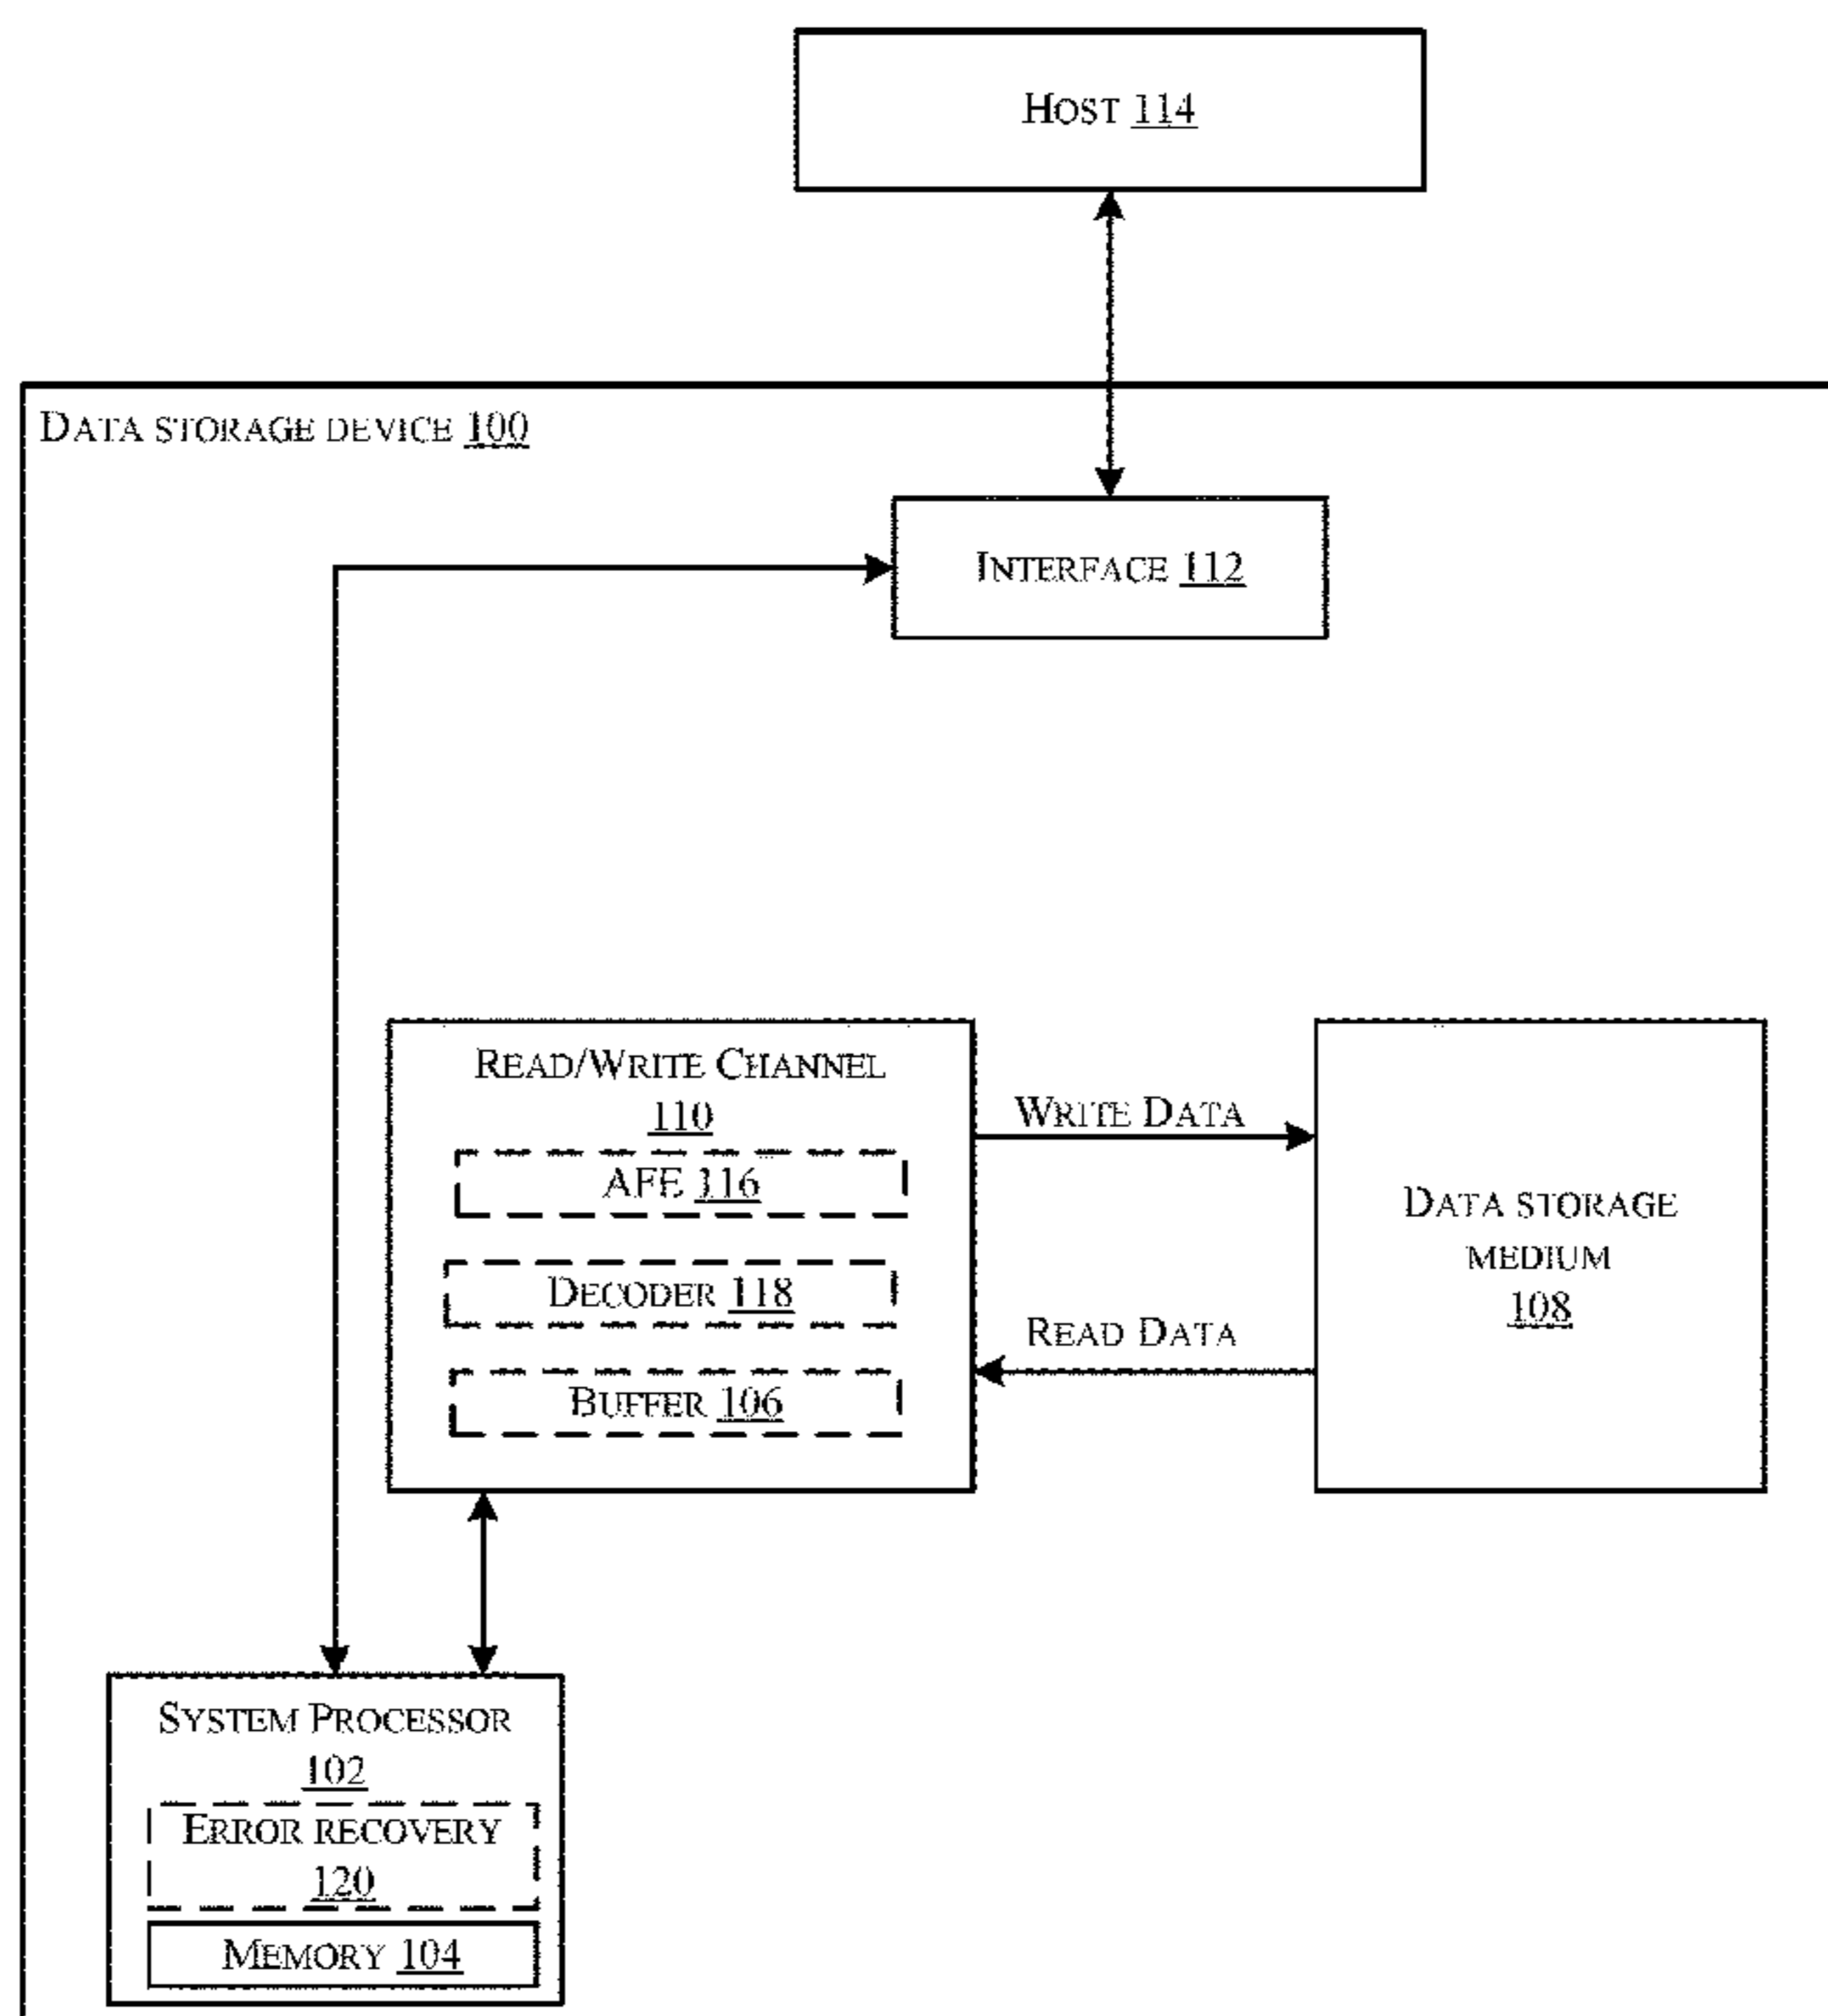 HOST 114
DATA STORAGE DEVICE 100
INTERFACE 112
READ/WRITE CHANNEL
110
AFE 116
DECODER 118
BUFFER 106
WRITE DATA
READ DATA
DATA STORAGE
MEDIUM
108
SYSTEM PROCESSOR
102
ERROR RECOVERY
120
MEMORY 104